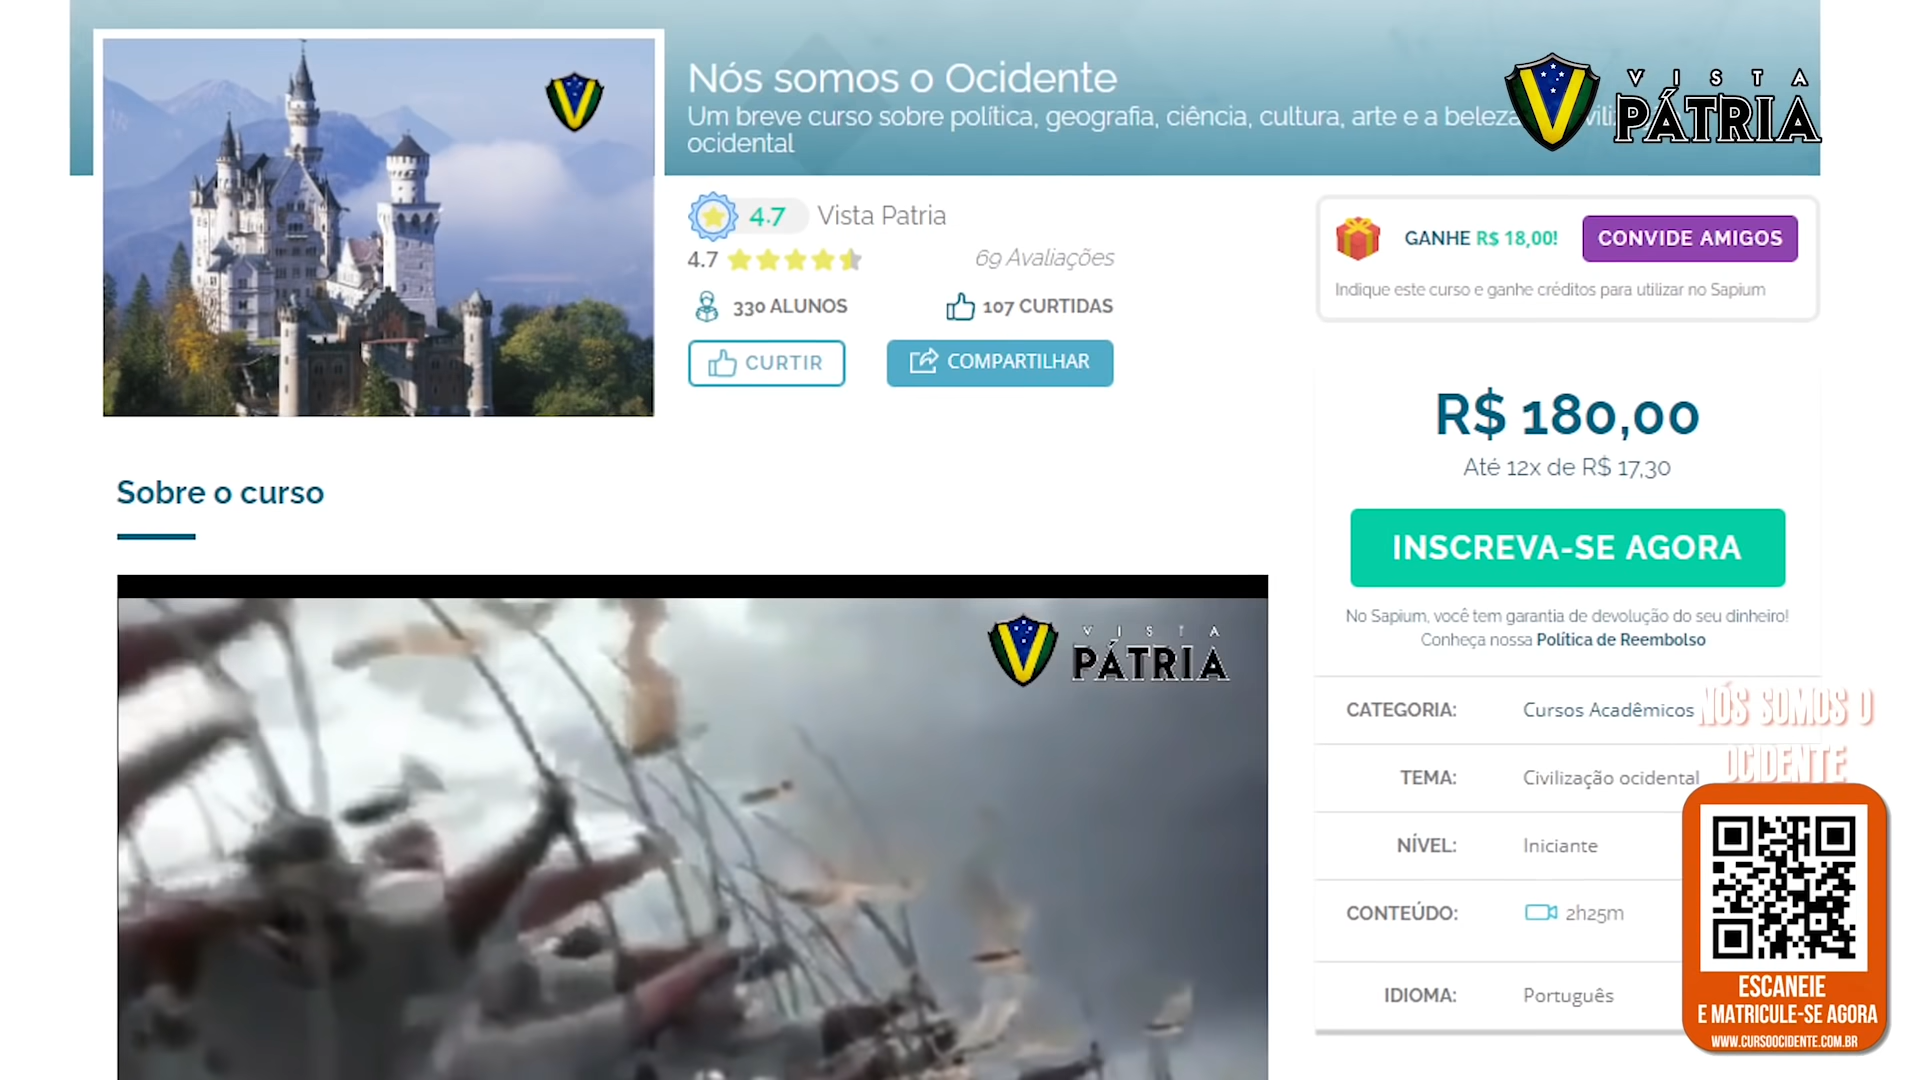 Nós somos o Ocidente
Um breve curso sobre política, geografia, ciência, cultura, arte e a beleza
ocidental
VISTA
PÁTRIA
4.7 Vista Patria
4.7 69 Avaliações
330 ALUNOS 107 CURTIDAS
CURTIR COMPARTILHAR
GANHE R$ 18,00! CONVIDE AMIGOS
Indique este curso e ganhe créditos para utilizar no Sapium
R$ 180,00
Até 12x de R$ 17,30
INSCREVA-SE AGORA
No Sapium, você tem garantia de devolução do seu dinheiro!
Conheça nossa Política de Reembolso
Sobre o curso
VISTA
PÁTRIA
CATEGORIA: Cursos Acadêmicos
TEMA: Civilização ocidental
NÍVEL: Iniciante
CONTEÚDO: 2h25m
IDIOMA: Português
NÓS SOMOS O
OCIDENTE
ESCANEIE
E MATRICULE-SE AGORA
WWW.CURSOOCIDENTE.COM.BR